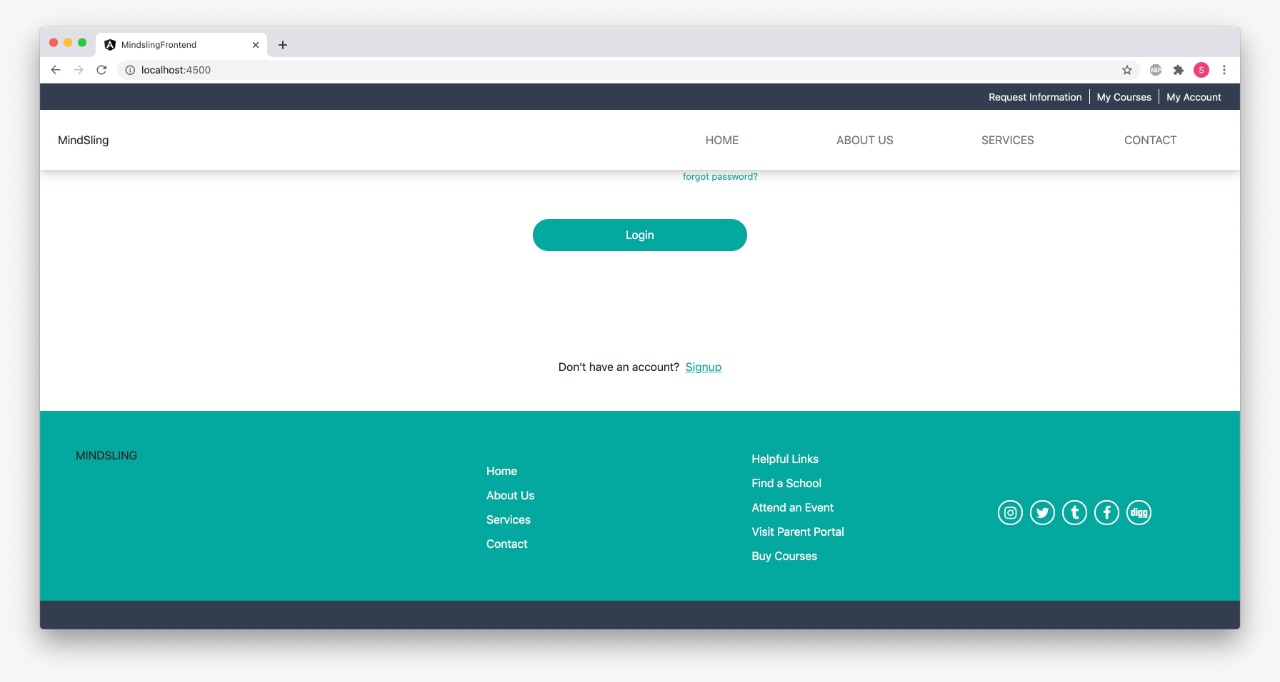 MindslingFrontend
localhost:4500
ABP
S
Request Information
My Courses
My Account
MindSling
HOME
ABOUT US
SERVICES
CONTACT
forgot password?
Login
Don't have an account? Signup
MINDSLING
Home
About Us
Services
Contact
Helpful Links
Find a School
Attend an Event
Visit Parent Portal
Buy Courses
digg